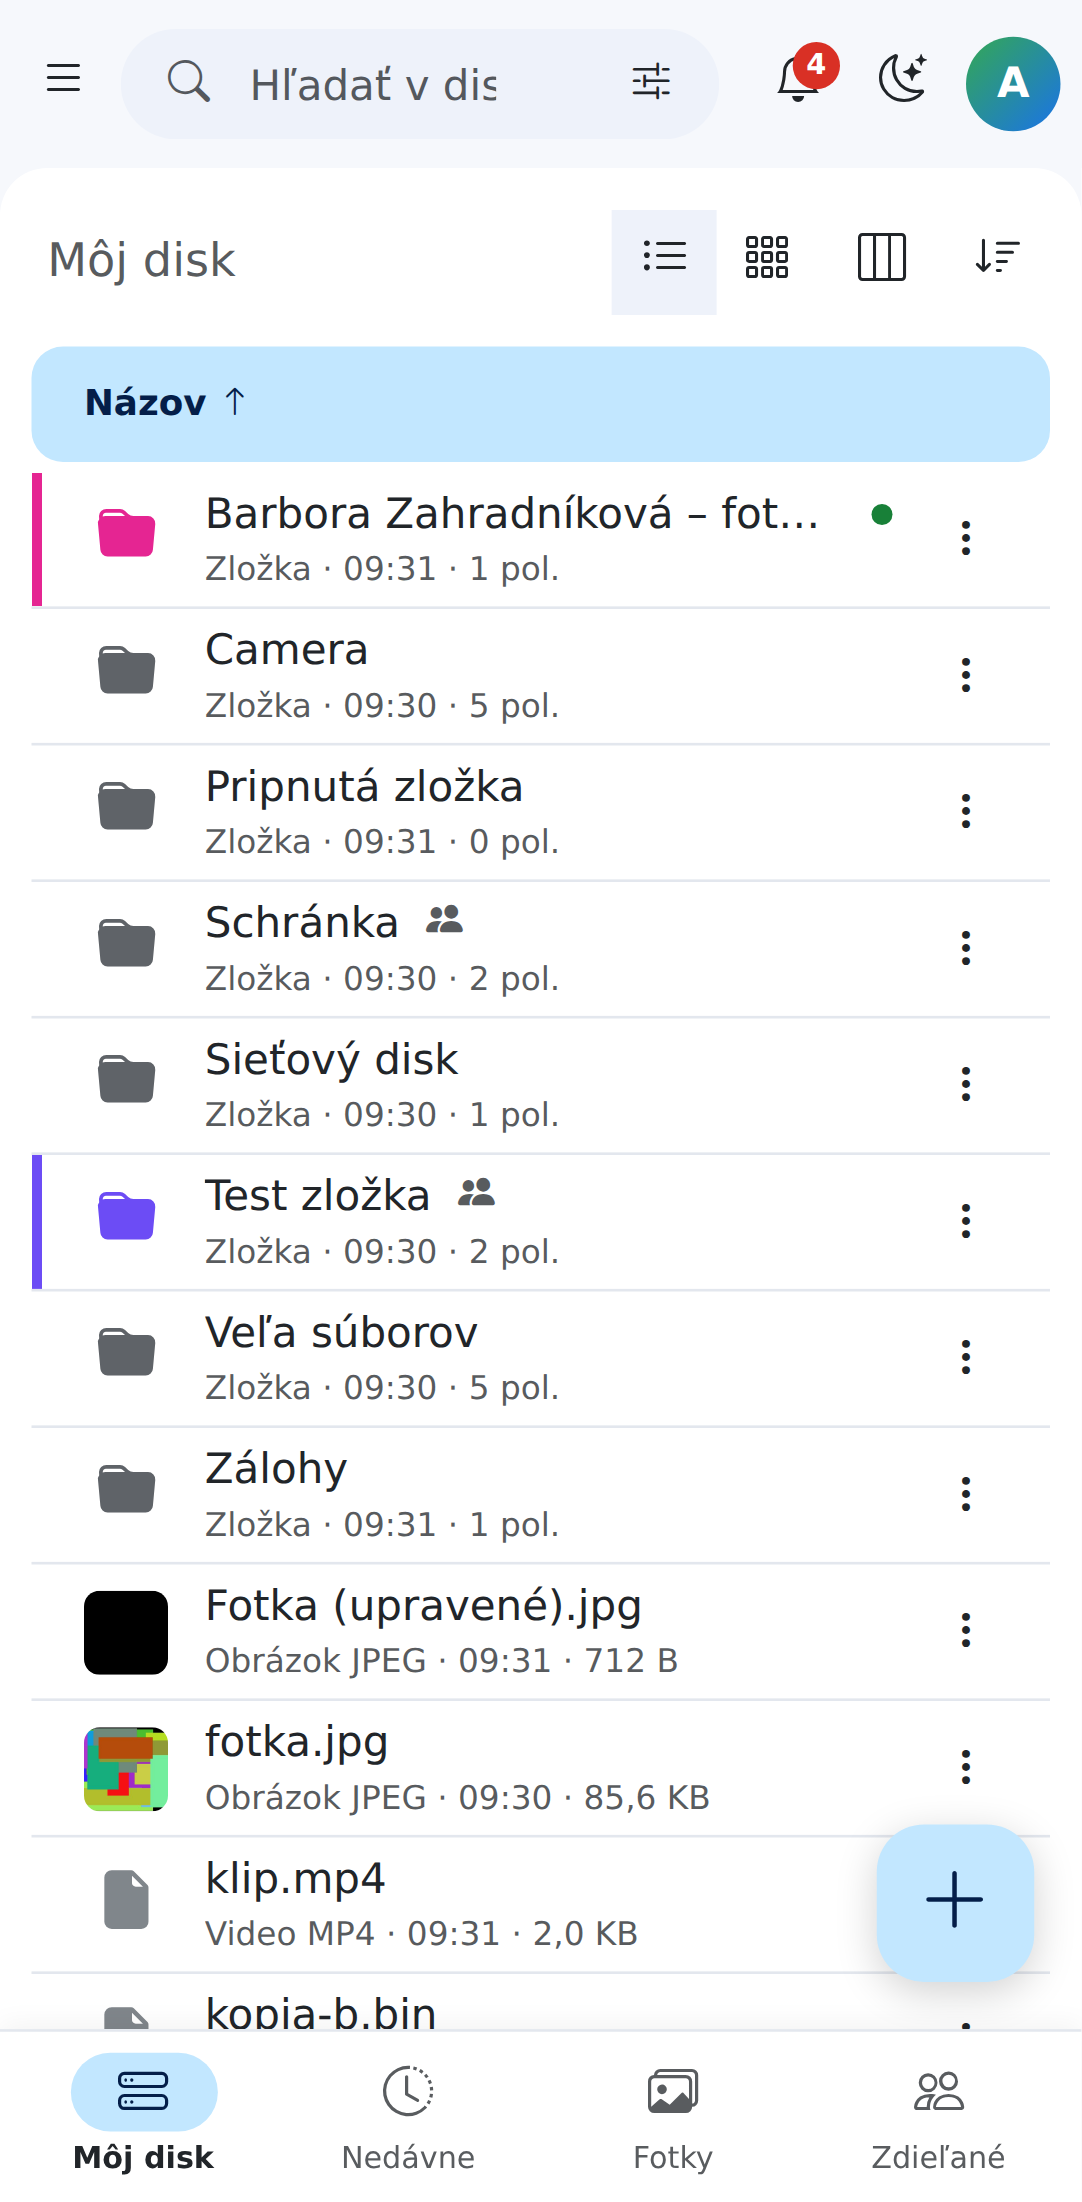 Hľadať v dis
4
A
Môj disk
Názov ↑
Barbora Zahradníková – fot...
Zložka · 09:31 · 1 pol.
Camera
Zložka · 09:30 · 5 pol.
Pripnutá zložka
Zložka · 09:31 · 0 pol.
Schránka
Zložka · 09:30 · 2 pol.
Sieťový disk
Zložka · 09:30 · 1 pol.
Test zložka
Zložka · 09:30 · 2 pol.
Veľa súborov
Zložka · 09:30 · 5 pol.
Zálohy
Zložka · 09:31 · 1 pol.
Fotka (upravené).jpg
Obrázok JPEG · 09:31 · 712 B
fotka.jpg
Obrázok JPEG · 09:30 · 85,6 KB
klip.mp4
Video MP4 · 09:31 · 2,0 KB
kopia-b.bin
Môj disk
Nedávne
Fotky
Zdieľané